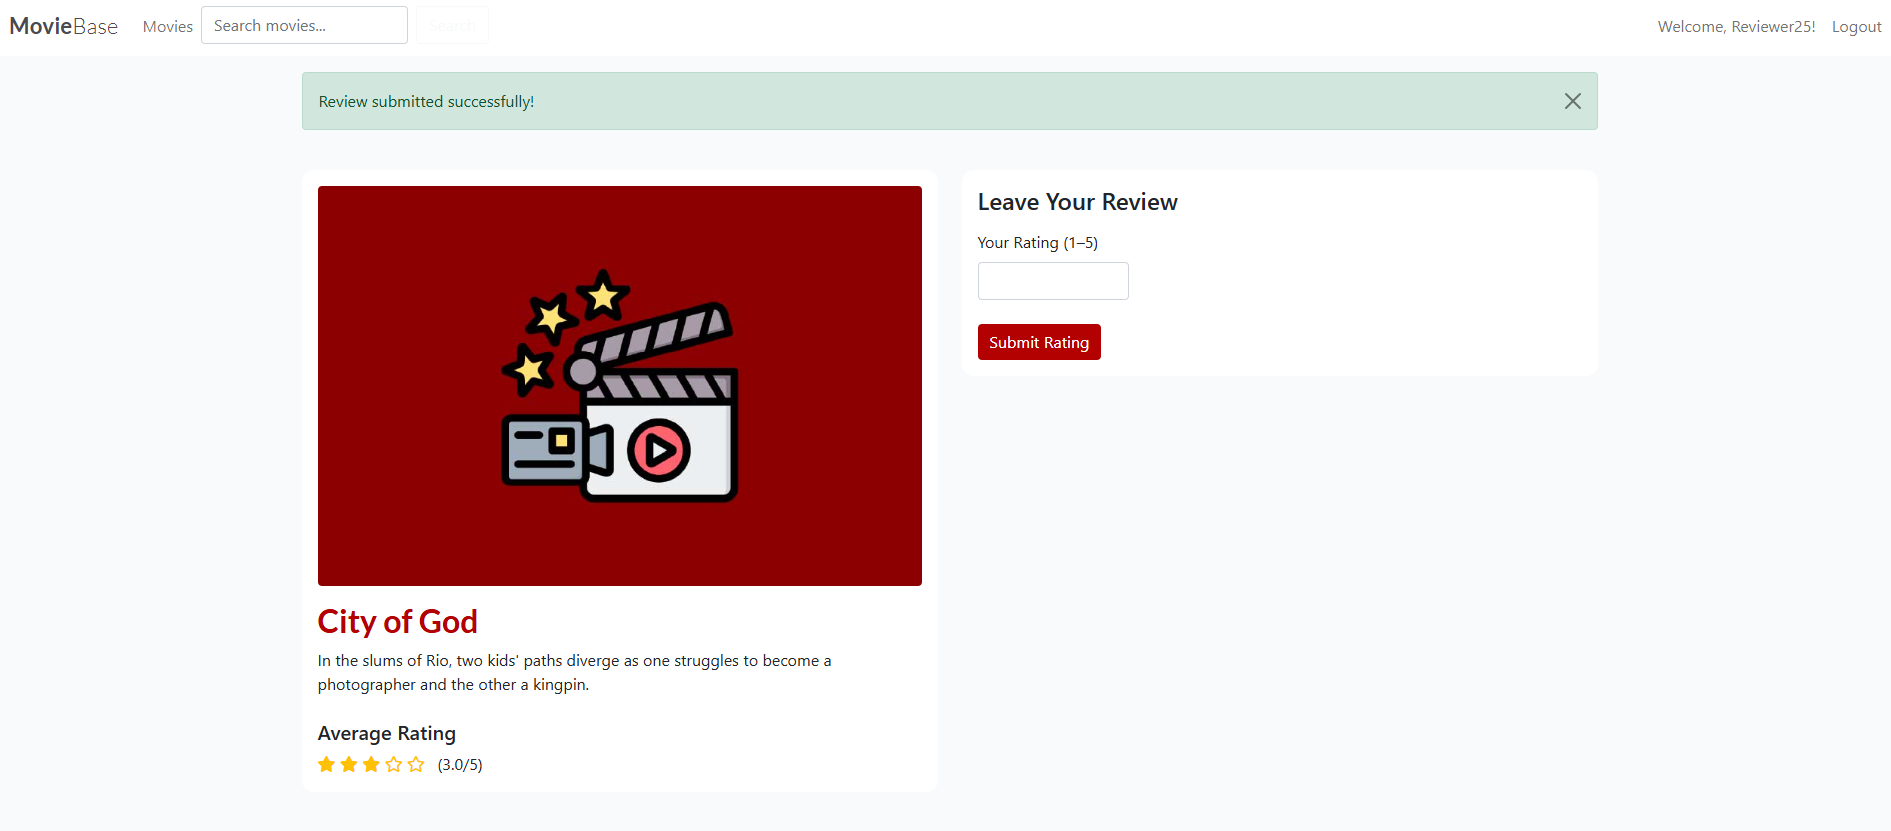 MovieBase Movies Search movies... Search Welcome, Reviewer25! Logout
Review submitted successfully!
Leave Your Review
Your Rating (1–5)
Submit Rating
City of God
In the slums of Rio, two kids' paths diverge as one struggles to become a
photographer and the other a kingpin.
Average Rating
(3.0/5)